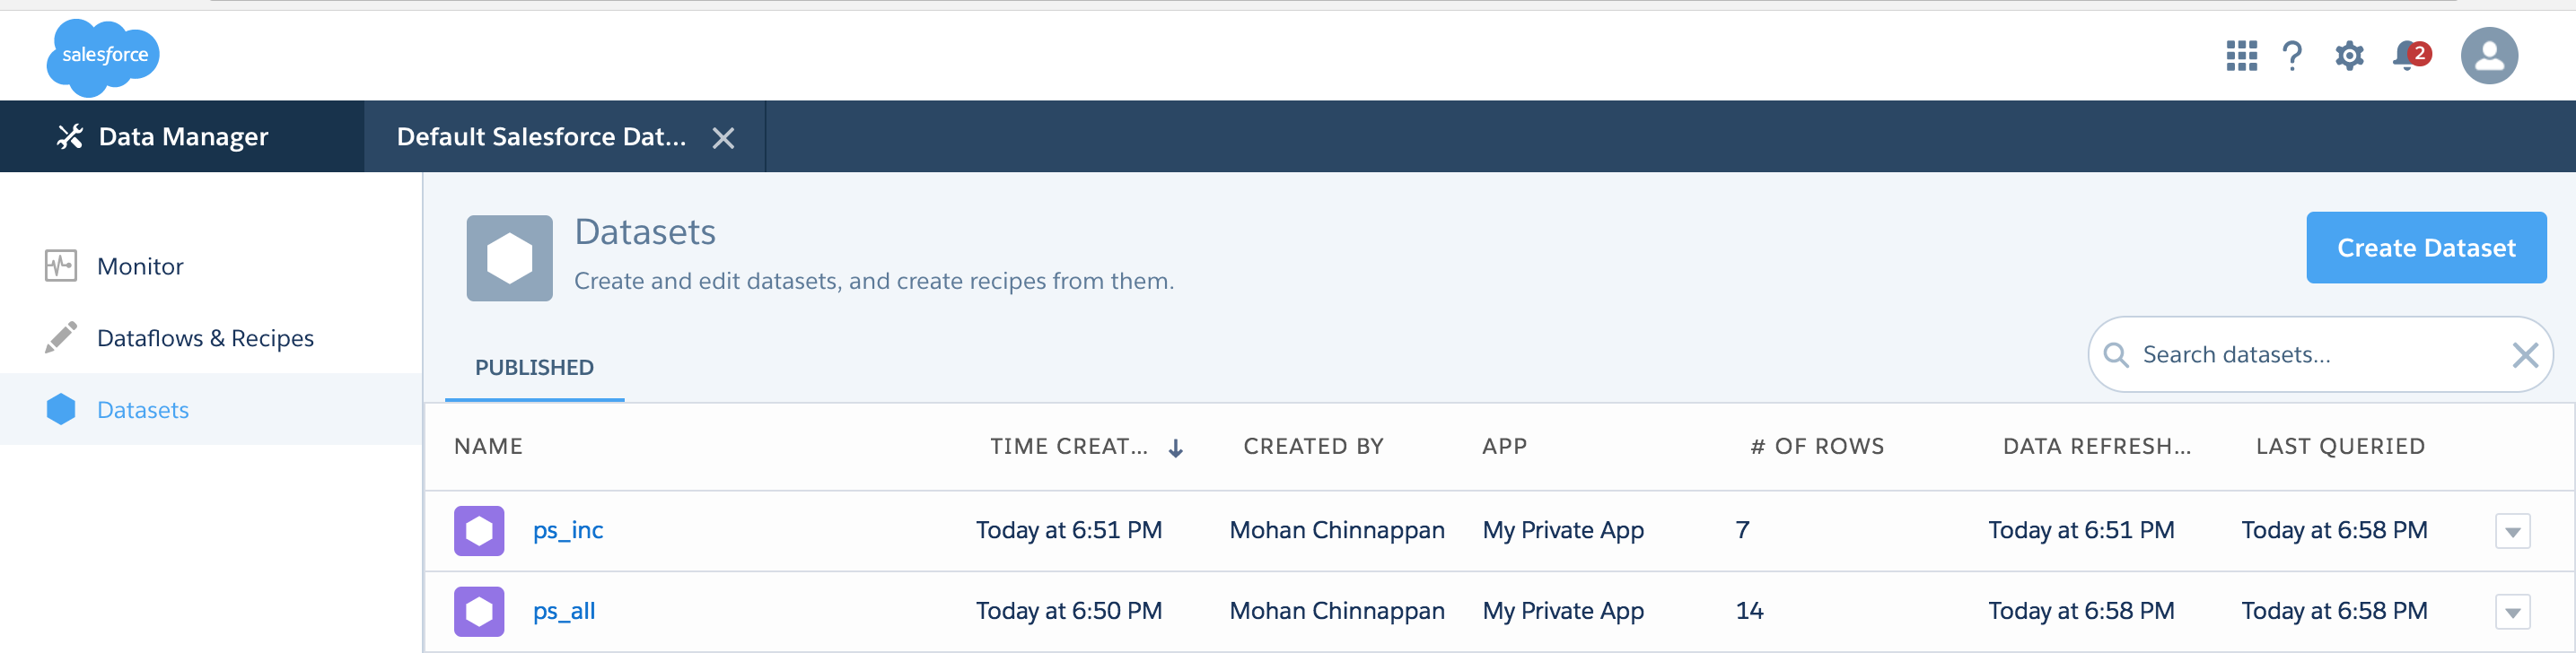 salesforce
2
Data Manager
Default Salesforce Dat...
Monitor
Dataflows & Recipes
Datasets
Datasets
Create and edit datasets, and create recipes from them.
Create Dataset
PUBLISHED
Search datasets...
NAME TIME CREAT... CREATED BY APP # OF ROWS DATA REFRESH... LAST QUERIED
ps_inc Today at 6:51 PM Mohan Chinnappan My Private App 7 Today at 6:51 PM Today at 6:58 PM
ps_all Today at 6:50 PM Mohan Chinnappan My Private App 14 Today at 6:58 PM Today at 6:58 PM